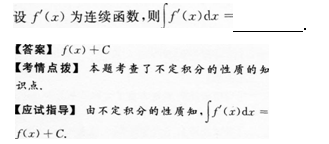 设 f′(x) 为连续函数,则∫f′(x)dx = ________.
【答案】 f(x)+C
【考情点拨】 本题考查了不定积分的性质的知
识点.
【应试指导】 由不定积分的性质知,∫f′(x)dx =
f(x)+C.